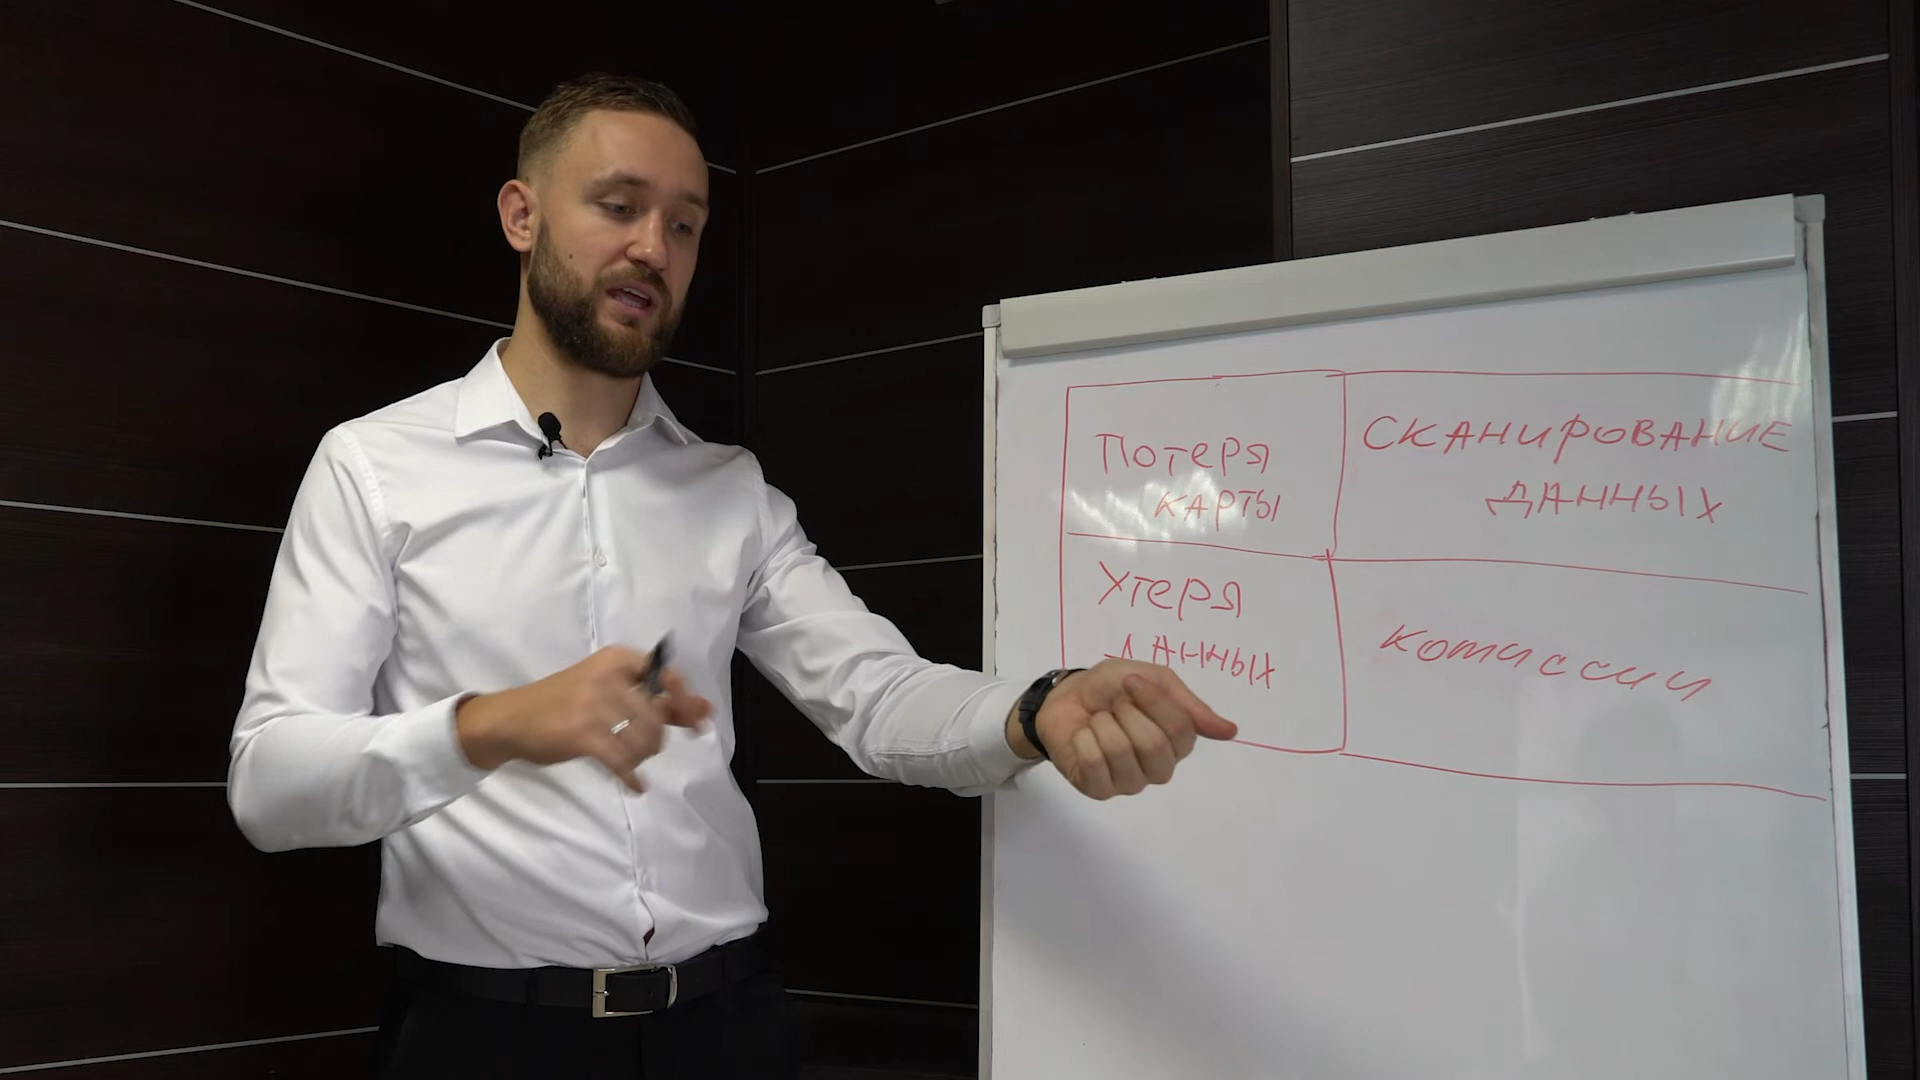 Потеря
карты
СКАНИРОВАНИЕ
ДАННЫХ
Утеря
данных
комиссии